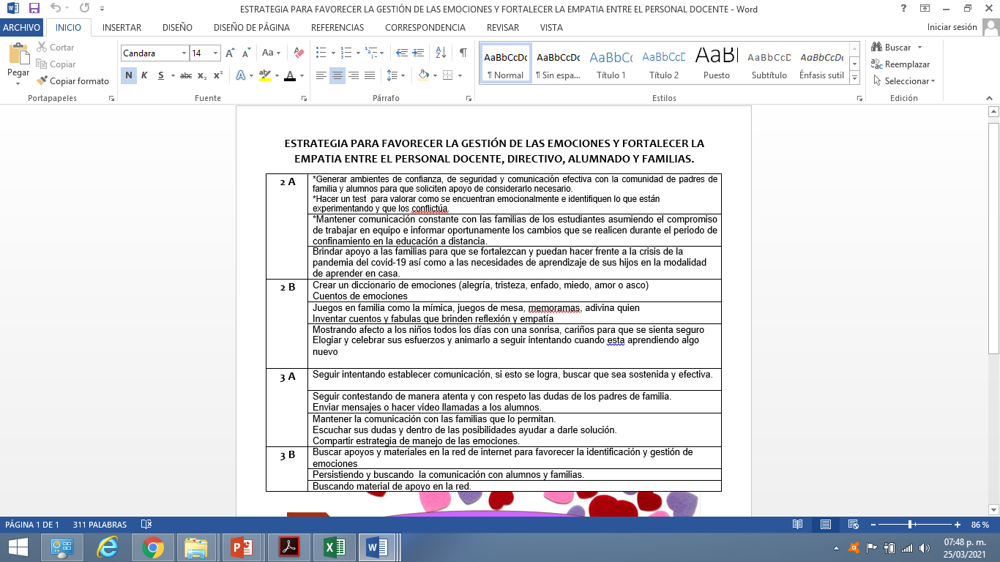 ESTRATEGIA PARA FAVORECER LA GESTIÓN DE LAS EMOCIONES Y FORTALECER LA EMPATIA ENTRE EL PERSONAL DOCENTE - Word
ARCHIVO INICIO INSERTAR DISEÑO DISEÑO DE PÁGINA REFERENCIAS CORRESPONDENCIA REVISAR VISTA Iniciar sesión
Pegar
Cortar
Copiar
Copiar formato
Portapapeles
Candara 14
N K S abc x₂ x²
Fuente
Párrafo
AaBbCcDc AaBbCcDc AaBbCc AaBbCcC AaB AaBbCcD AaBbCcDc
¶ Normal ¶ Sin espa... Título 1 Título 2 Puesto Subtítulo Énfasis sutil
Estilos
Buscar
Reemplazar
Seleccionar
Edición
ESTRATEGIA PARA FAVORECER LA GESTIÓN DE LAS EMOCIONES Y FORTALECER LA
EMPATIA ENTRE EL PERSONAL DOCENTE, DIRECTIVO, ALUMNADO Y FAMILIAS.
2 A
*Generar ambientes de confianza, de seguridad y comunicación efectiva con la comunidad de padres de
familia y alumnos para que soliciten apoyo de considerarlo necesario.
*Hacer un test para valorar como se encuentran emocionalmente e identifiquen lo que están
experimentando y que los conflictúa.
*Mantener comunicación constante con las familias de los estudiantes asumiendo el compromiso
de trabajar en equipo e informar oportunamente los cambios que se realicen durante el periodo de
confinamiento en la educación a distancia.
Brindar apoyo a las familias para que se fortalezcan y puedan hacer frente a la crisis de la
pandemia del covid-19 así como a las necesidades de aprendizaje de sus hijos en la modalidad
de aprender en casa.
2 B
Crear un diccionario de emociones (alegría, tristeza, enfado, miedo, amor o asco)
Cuentos de emociones
Juegos en familia como la mímica, juegos de mesa, memoramas, adivina quien
Inventar cuentos y fabulas que brinden reflexión y empatía
Mostrando afecto a los niños todos los días con una sonrisa, cariños para que se sienta seguro
Elogiar y celebrar sus esfuerzos y animarlo a seguir intentando cuando esta aprendiendo algo
nuevo
3 A
Seguir intentando establecer comunicación, si esto se logra, buscar que sea sostenida y efectiva.
Seguir contestando de manera atenta y con respeto las dudas de los padres de familia.
Enviar mensajes o hacer video llamadas a los alumnos.
Mantener la comunicación con las familias que lo permitan.
Escuchar sus dudas y dentro de las posibilidades ayudar a darle solución.
Compartir estrategia de manejo de las emociones.
3 B
Buscar apoyos y materiales en la red de internet para favorecer la identificación y gestión de
emociones
Persistiendo y buscando la comunicación con alumnos y familias.
Buscando material de apoyo en la red.
PÁGINA 1 DE 1 311 PALABRAS 86 %
07:48 p. m.
25/03/2021